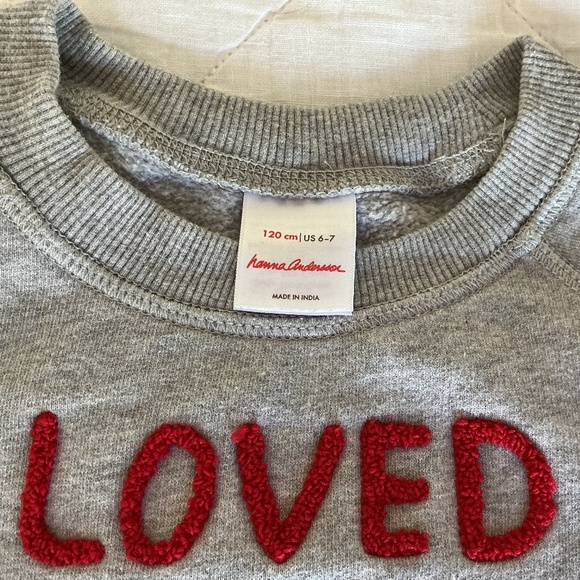 120 cm | US 6-7
hanna andersson
MADE IN INDIA
LOVED